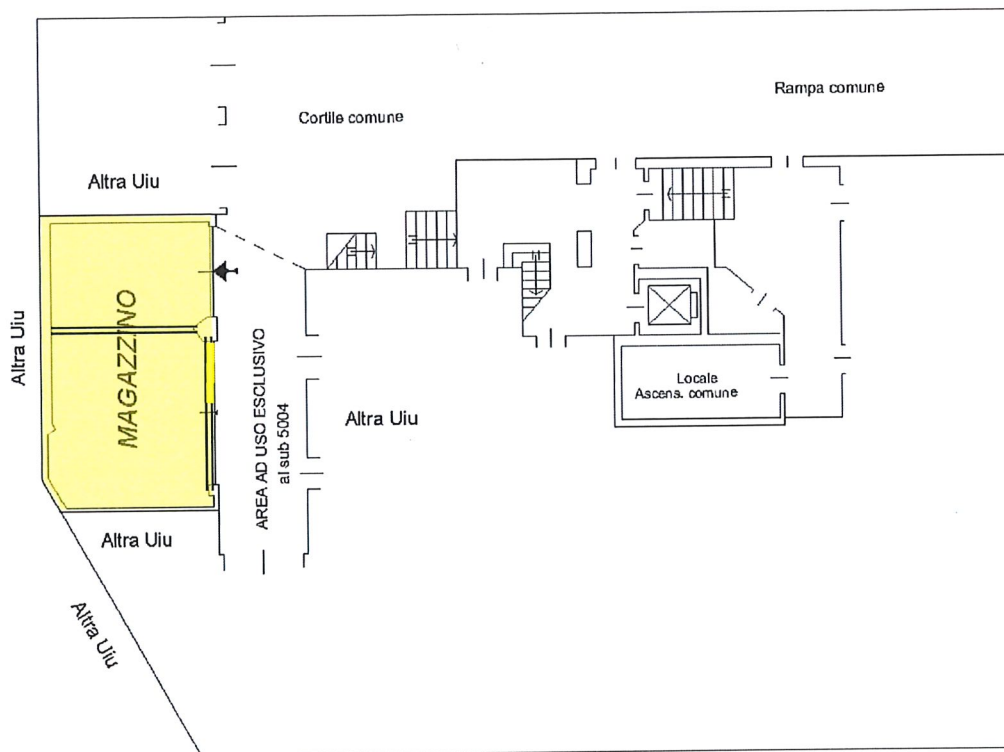 Rampa comune
Cortile comune
Altra Uiu
Altra Uiu
MAGAZZINO
AREA AD USO ESCLUSIVO
al sub 5004
Altra Uiu
Locale
Ascens. comune
Altra Uiu
Altra Uiu